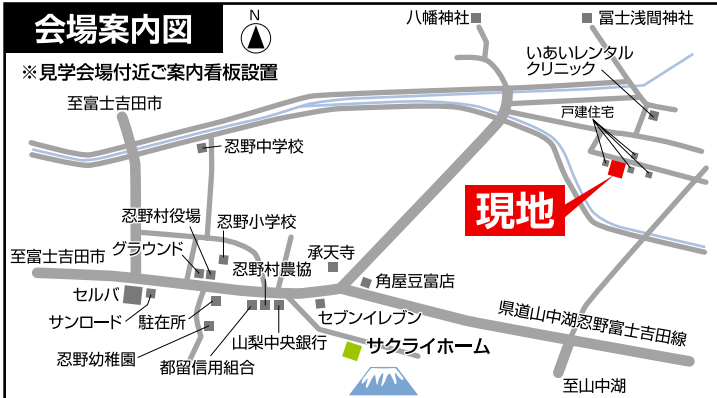 会場案内図
N
※見学会場付近ご案内看板設置
八幡神社
冨士浅間神社
いあいレンタル
クリニック
至富士吉田市
戸建住宅
忍野中学校
現地
忍野村役場
忍野小学校
グラウンド
至富士吉田市
承天寺
忍野村農協
角屋豆富店
セルバ
サンロード
駐在所
セブンイレブン
県道山中湖忍野富士吉田線
山梨中央銀行
サクライホーム
忍野幼稚園
都留信用組合
至山中湖